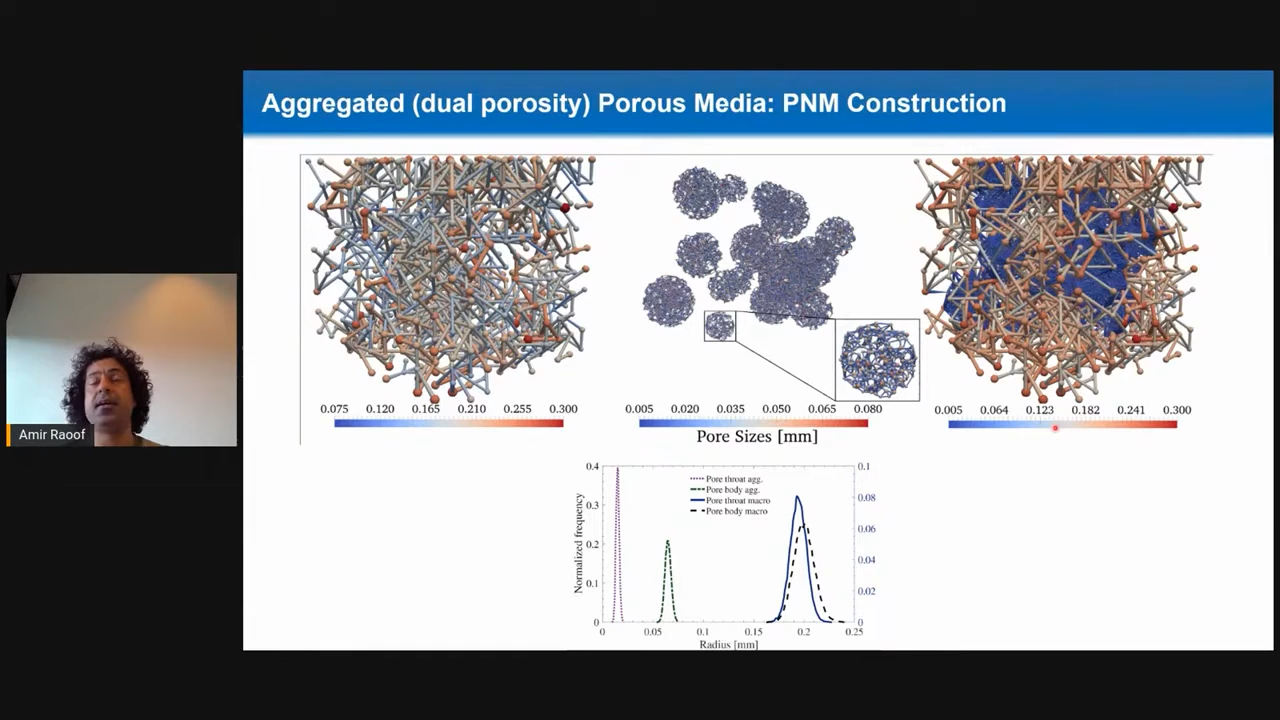 Aggregated (dual porosity) Porous Media: PNM Construction
0.075 0.120 0.165 0.210 0.255 0.300
0.005 0.020 0.035 0.050 0.065 0.080
0.005 0.064 0.123 0.182 0.241 0.300
Pore Sizes [mm]
Amir Raoof
Normalized frequency
0.4
0.3
0.2
0.1
0
Pore throat agg.
Pore body agg.
Pore throat macro
Pore body macro
0.1
0.08
0.06
0.04
0.02
0
0 0.05 0.1 0.15 0.2 0.25
Radius [mm]